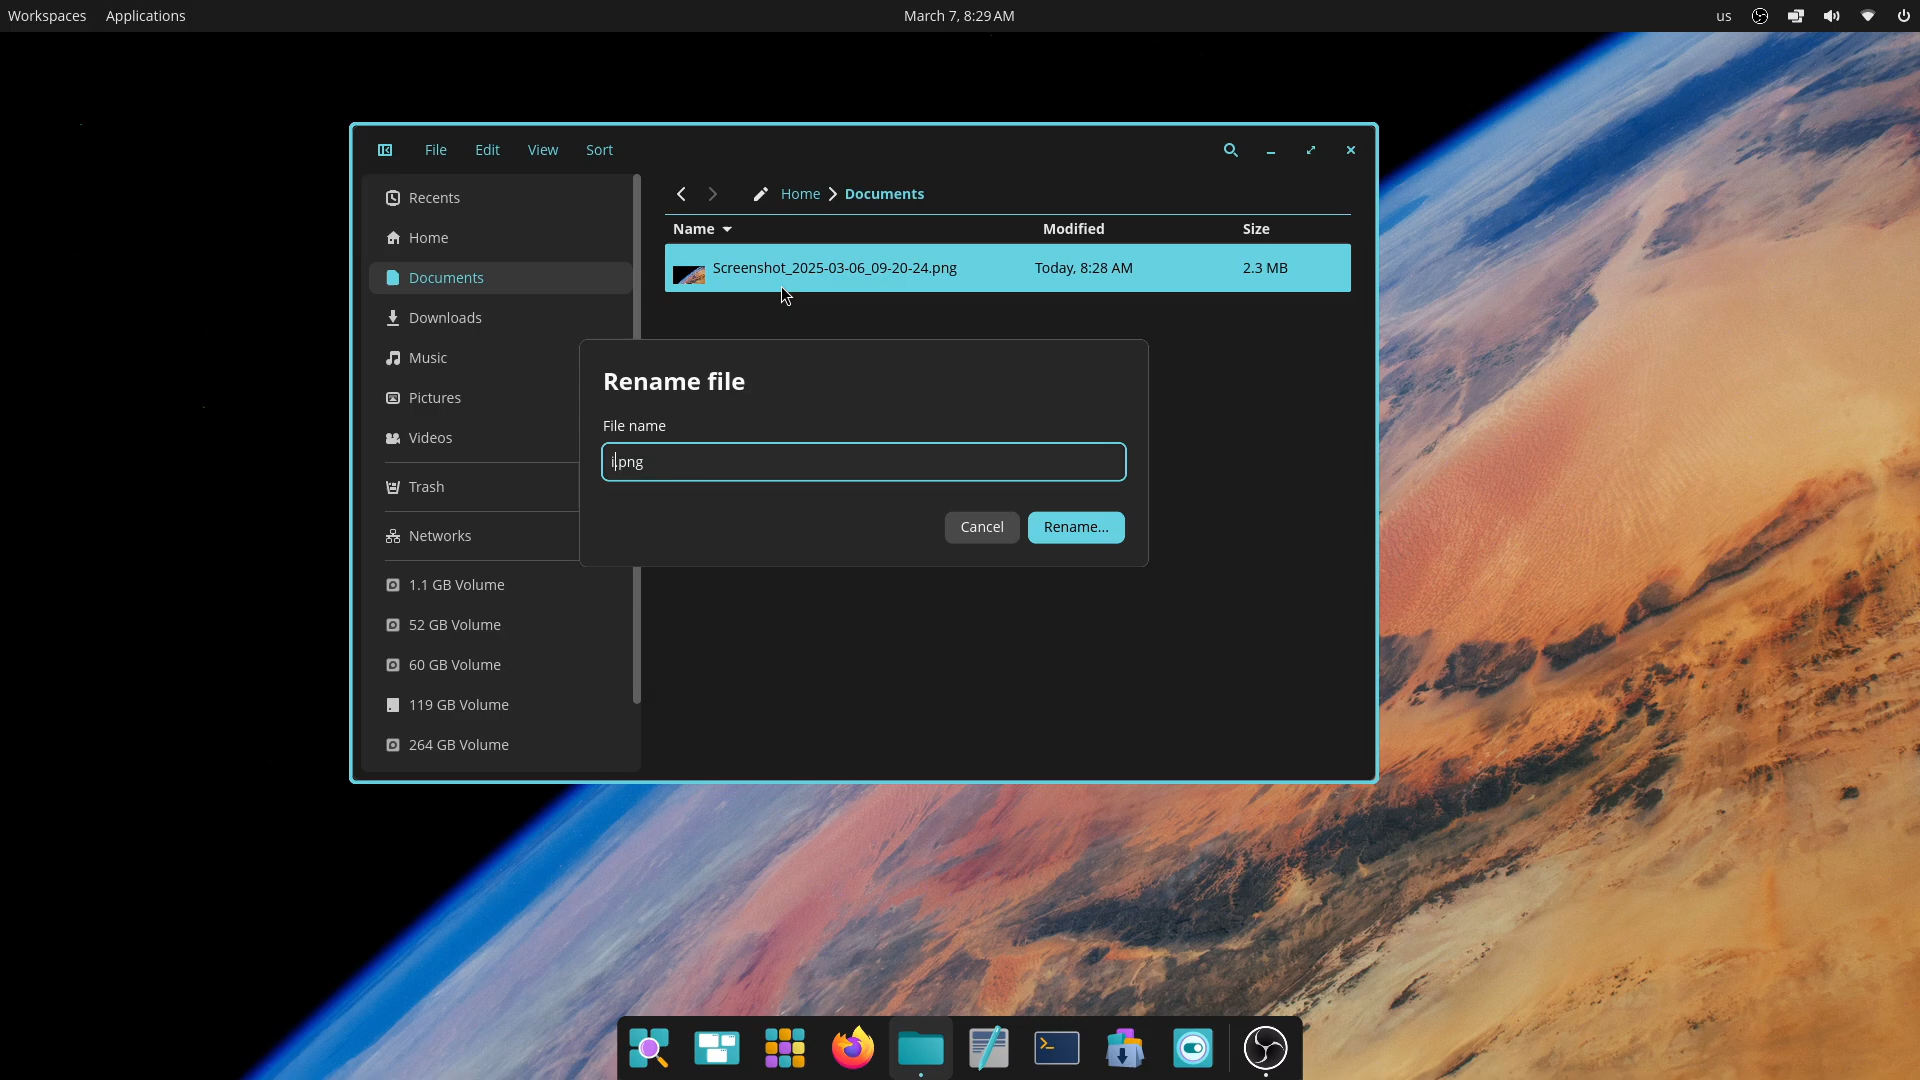 Workspaces Applications March 7, 8:29 AM us
File Edit View Sort
Recents
Home
Documents
Downloads
Music
Pictures
Videos
Trash
Networks
1.1 GB Volume
52 GB Volume
60 GB Volume
119 GB Volume
264 GB Volume
Home Documents
Name Modified Size
Screenshot_2025-03-06_09-20-24.png Today, 8:28 AM 2.3 MB
Rename file
File name
i.png
Cancel Rename...